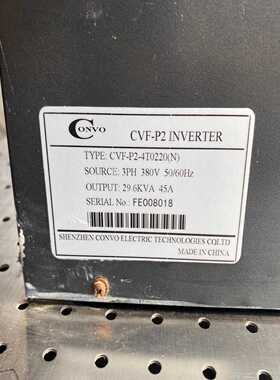 CONVO
CVF-P2 INVERTER
TYPE: CVF-P2-4T0220(N)
SOURCE: 3PH 380V 50/60Hz
OUTPUT: 29.6KVA 45A
SERIAL No.: FE008018
SHENZHEN CONVO ELECTRIC TECHNOLOGIES CO,LTD
MADE IN CHINA